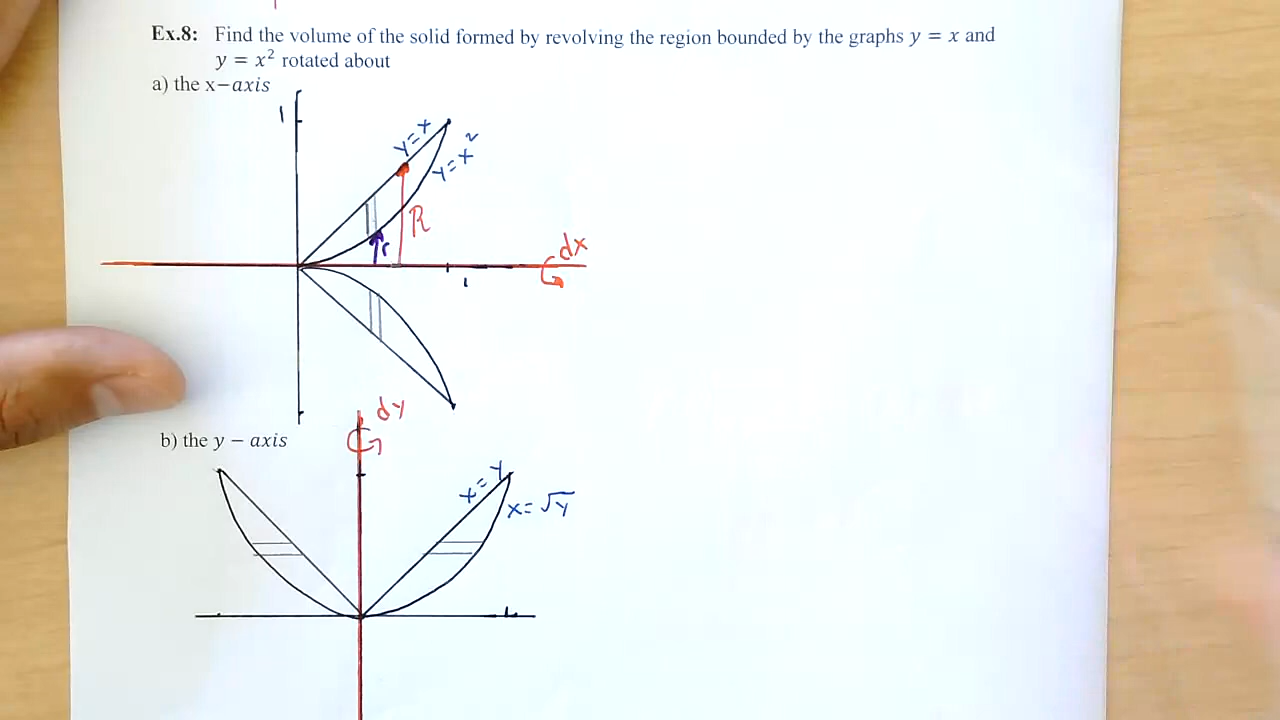 Ex.8: Find the volume of the solid formed by revolving the region bounded by the graphs y = x and
y = x² rotated about
a) the x−axis
1
y=x
y=x²
R
r
dx
1
dy
b) the y − axis
x=y
x=√y